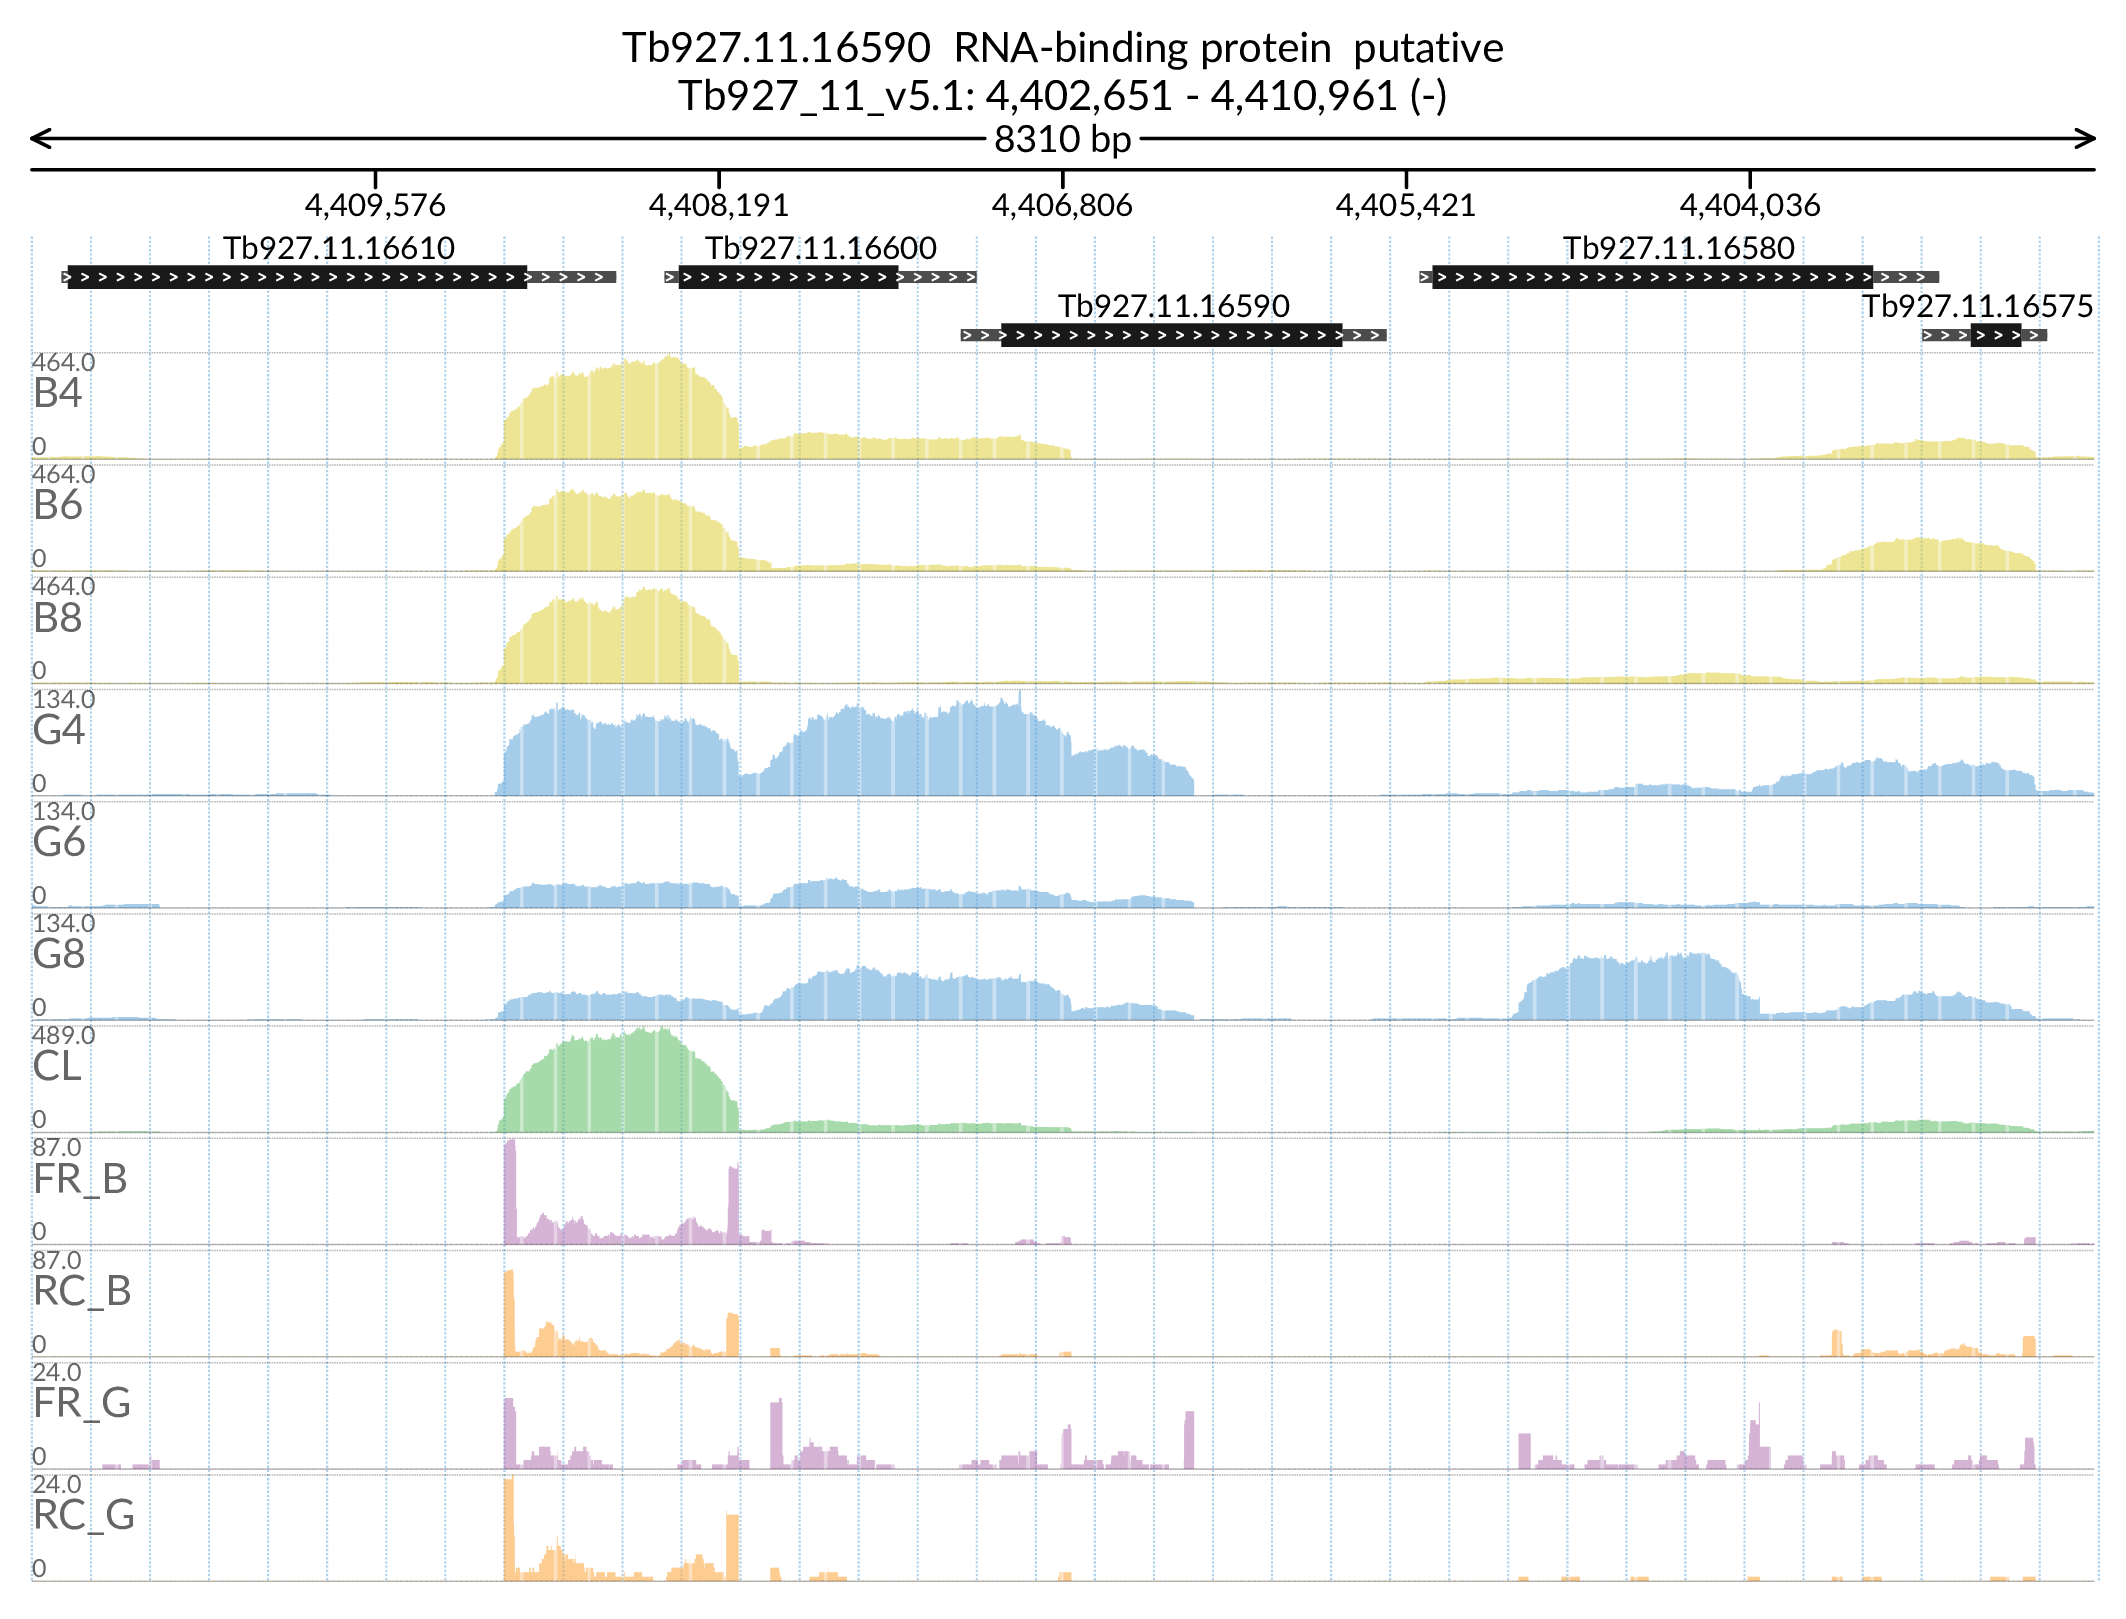 Tb927.11.16590  RNA-binding protein  putative
Tb927_11_v5.1: 4,402,651 - 4,410,961 (-)
8310 bp
4,409,576 4,408,191 4,406,806 4,405,421 4,404,036
Tb927.11.16610 Tb927.11.16600 Tb927.11.16580
Tb927.11.16590 Tb927.11.16575
464.0
B4
0
464.0
B6
0
464.0
B8
0
134.0
G4
0
134.0
G6
0
134.0
G8
0
489.0
CL
0
87.0
FR_B
0
87.0
RC_B
0
24.0
FR_G
0
24.0
RC_G
0